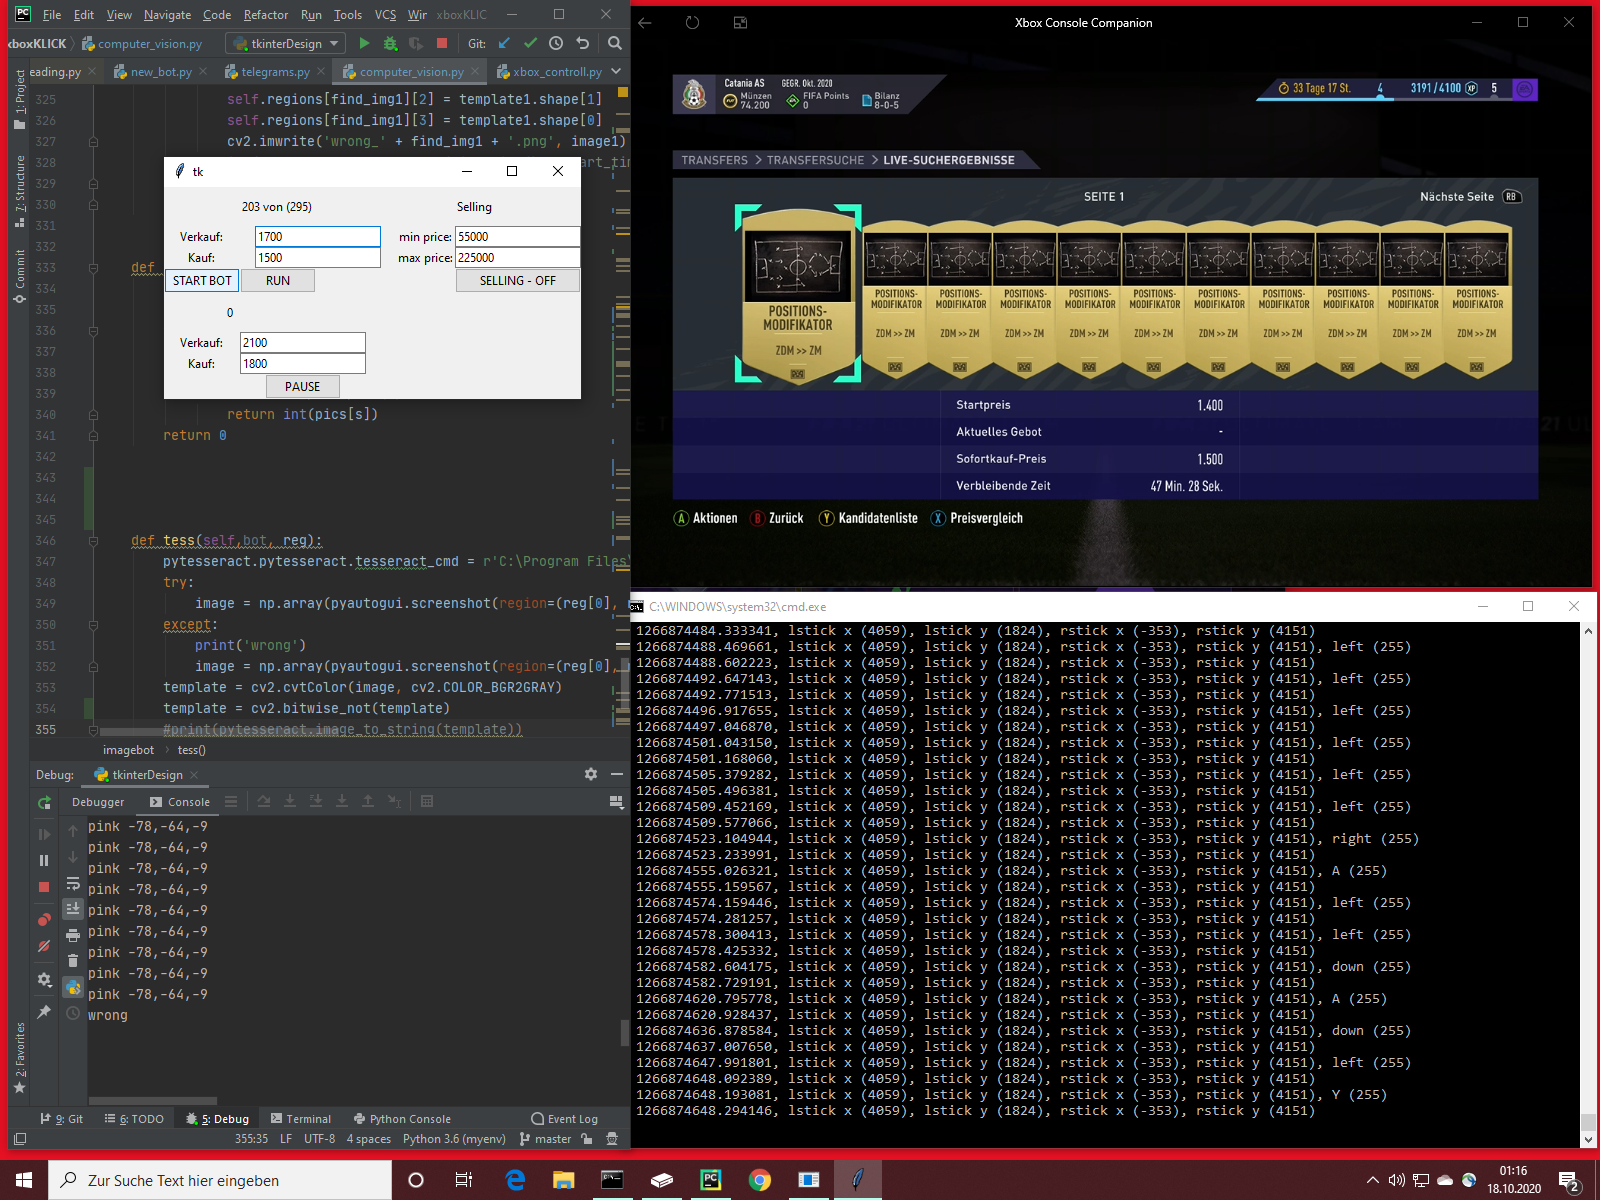 File Edit View Navigate Code Refactor Run Tools VCS Wir xboxKLIC
xboxKLICK computer_vision.py tkinterDesign Git:
eading.py new_bot.py telegrams.py computer_vision.py xbox_controll.py
1: Project
7: Structure
Commit
2: Favorites
325 self.regions[find_img1][2] = template1.shape[1]
326 self.regions[find_img1][3] = template1.shape[0]
327 cv2.imwrite('wrong_' + find_img1 + '.png', image1)
328 art_tim
329
330
331
332
333 def
334
335
336
337
338
339
340 return int(pics[s])
341 return 0
342
343
344
345
346 def tess(self,bot, reg):
347 pytesseract.pytesseract.tesseract_cmd = r'C:\Program Files\
348 try:
349 image = np.array(pyautogui.screenshot(region=(reg[0],
350 except:
351 print('wrong')
352 image = np.array(pyautogui.screenshot(region=(reg[0],
353 template = cv2.cvtColor(image, cv2.COLOR_BGR2GRAY)
354 template = cv2.bitwise_not(template)
355 #print(pytesseract.image_to_string(template))
imagebot tess()
tk
203 von (295) Selling
Verkauf: 1700 min price: 55000
Kauf: 1500 max price: 225000
START BOT RUN SELLING - OFF
0
Verkauf: 2100
Kauf: 1800
PAUSE
Debug: tkinterDesign
Debugger Console
pink -78,-64,-9
pink -78,-64,-9
pink -78,-64,-9
pink -78,-64,-9
pink -78,-64,-9
pink -78,-64,-9
pink -78,-64,-9
pink -78,-64,-9
pink -78,-64,-9
wrong
9: Git 6: TODO 5: Debug Terminal Python Console Event Log
355:35 LF UTF-8 4 spaces Python 3.6 (myenv) master
Xbox Console Companion
Catania AS GEGR. Okt. 2020
Münzen 74.200 FIFA Points 0 Bilanz 8-0-5
33 Tage 17 St. 4 3191/4100 XP 5
TRANSFERS > TRANSFERSUCHE > LIVE-SUCHERGEBNISSE
SEITE 1 Nächste Seite RB
POSITIONS-MODIFIKATOR ZDM >> ZM
POSITIONS-MODIFIKATOR ZDM >> ZM
POSITIONS-MODIFIKATOR ZDM >> ZM
POSITIONS-MODIFIKATOR ZDM >> ZM
POSITIONS-MODIFIKATOR ZDM >> ZM
POSITIONS-MODIFIKATOR ZDM >> ZM
POSITIONS-MODIFIKATOR ZDM >> ZM
POSITIONS-MODIFIKATOR ZDM >> ZM
POSITIONS-MODIFIKATOR ZDM >> ZM
POSITIONS-MODIFIKATOR ZDM >> ZM
POSITIONS-MODIFIKATOR ZDM >> ZM
Startpreis 1.400
Aktuelles Gebot -
Sofortkauf-Preis 1.500
Verbleibende Zeit 47 Min. 28 Sek.
A Aktionen B Zurück Y Kandidatenliste X Preisvergleich
C:\WINDOWS\system32\cmd.exe
1266874484.333341, lstick x (4059), lstick y (1824), rstick x (-353), rstick y (4151)
1266874488.469661, lstick x (4059), lstick y (1824), rstick x (-353), rstick y (4151), left (255)
1266874488.602223, lstick x (4059), lstick y (1824), rstick x (-353), rstick y (4151)
1266874492.647143, lstick x (4059), lstick y (1824), rstick x (-353), rstick y (4151), left (255)
1266874492.771513, lstick x (4059), lstick y (1824), rstick x (-353), rstick y (4151)
1266874496.917655, lstick x (4059), lstick y (1824), rstick x (-353), rstick y (4151), left (255)
1266874497.046870, lstick x (4059), lstick y (1824), rstick x (-353), rstick y (4151)
1266874501.043150, lstick x (4059), lstick y (1824), rstick x (-353), rstick y (4151), left (255)
1266874501.168060, lstick x (4059), lstick y (1824), rstick x (-353), rstick y (4151)
1266874505.379282, lstick x (4059), lstick y (1824), rstick x (-353), rstick y (4151), left (255)
1266874505.496381, lstick x (4059), lstick y (1824), rstick x (-353), rstick y (4151)
1266874509.452169, lstick x (4059), lstick y (1824), rstick x (-353), rstick y (4151), left (255)
1266874509.577066, lstick x (4059), lstick y (1824), rstick x (-353), rstick y (4151)
1266874523.104944, lstick x (4059), lstick y (1824), rstick x (-353), rstick y (4151), right (255)
1266874523.233991, lstick x (4059), lstick y (1824), rstick x (-353), rstick y (4151)
1266874555.026321, lstick x (4059), lstick y (1824), rstick x (-353), rstick y (4151), A (255)
1266874555.159567, lstick x (4059), lstick y (1824), rstick x (-353), rstick y (4151)
1266874574.159446, lstick x (4059), lstick y (1824), rstick x (-353), rstick y (4151), left (255)
1266874574.281257, lstick x (4059), lstick y (1824), rstick x (-353), rstick y (4151)
1266874578.300413, lstick x (4059), lstick y (1824), rstick x (-353), rstick y (4151), left (255)
1266874578.425332, lstick x (4059), lstick y (1824), rstick x (-353), rstick y (4151)
1266874582.604175, lstick x (4059), lstick y (1824), rstick x (-353), rstick y (4151), down (255)
1266874582.729191, lstick x (4059), lstick y (1824), rstick x (-353), rstick y (4151)
1266874620.795778, lstick x (4059), lstick y (1824), rstick x (-353), rstick y (4151), A (255)
1266874620.928437, lstick x (4059), lstick y (1824), rstick x (-353), rstick y (4151)
1266874636.878584, lstick x (4059), lstick y (1824), rstick x (-353), rstick y (4151), down (255)
1266874637.007650, lstick x (4059), lstick y (1824), rstick x (-353), rstick y (4151)
1266874647.991801, lstick x (4059), lstick y (1824), rstick x (-353), rstick y (4151), left (255)
1266874648.092389, lstick x (4059), lstick y (1824), rstick x (-353), rstick y (4151)
1266874648.193081, lstick x (4059), lstick y (1824), rstick x (-353), rstick y (4151), Y (255)
1266874648.294146, lstick x (4059), lstick y (1824), rstick x (-353), rstick y (4151)
Zur Suche Text hier eingeben
01:16
18.10.2020
2